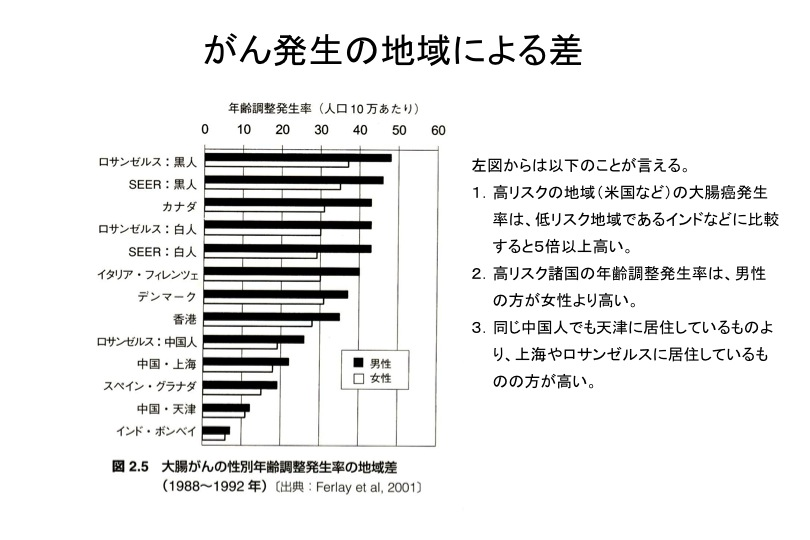 がん発生の地域による差
年齢調整発生率（人口10万あたり）
0 10 20 30 40 50 60
ロサンゼルス：黒人
SEER：黒人
カナダ
ロサンゼルス：白人
SEER：白人
イタリア・フィレンツェ
デンマーク
香港
ロサンゼルス：中国人
中国・上海
スペイン・グラナダ
中国・天津
インド・ボンベイ
男性
女性
図 2.5 大腸がんの性別年齢調整発生率の地域差
（1988〜1992 年）〔出典：Ferlay et al, 2001〕
左図からは以下のことが言える。
１．高リスクの地域（米国など）の大腸癌発生
率は、低リスク地域であるインドなどに比較
すると５倍以上高い。
２．高リスク諸国の年齢調整発生率は、男性
の方が女性より高い。
３．同じ中国人でも天津に居住しているものよ
り、上海やロサンゼルスに居住しているも
のの方が高い。